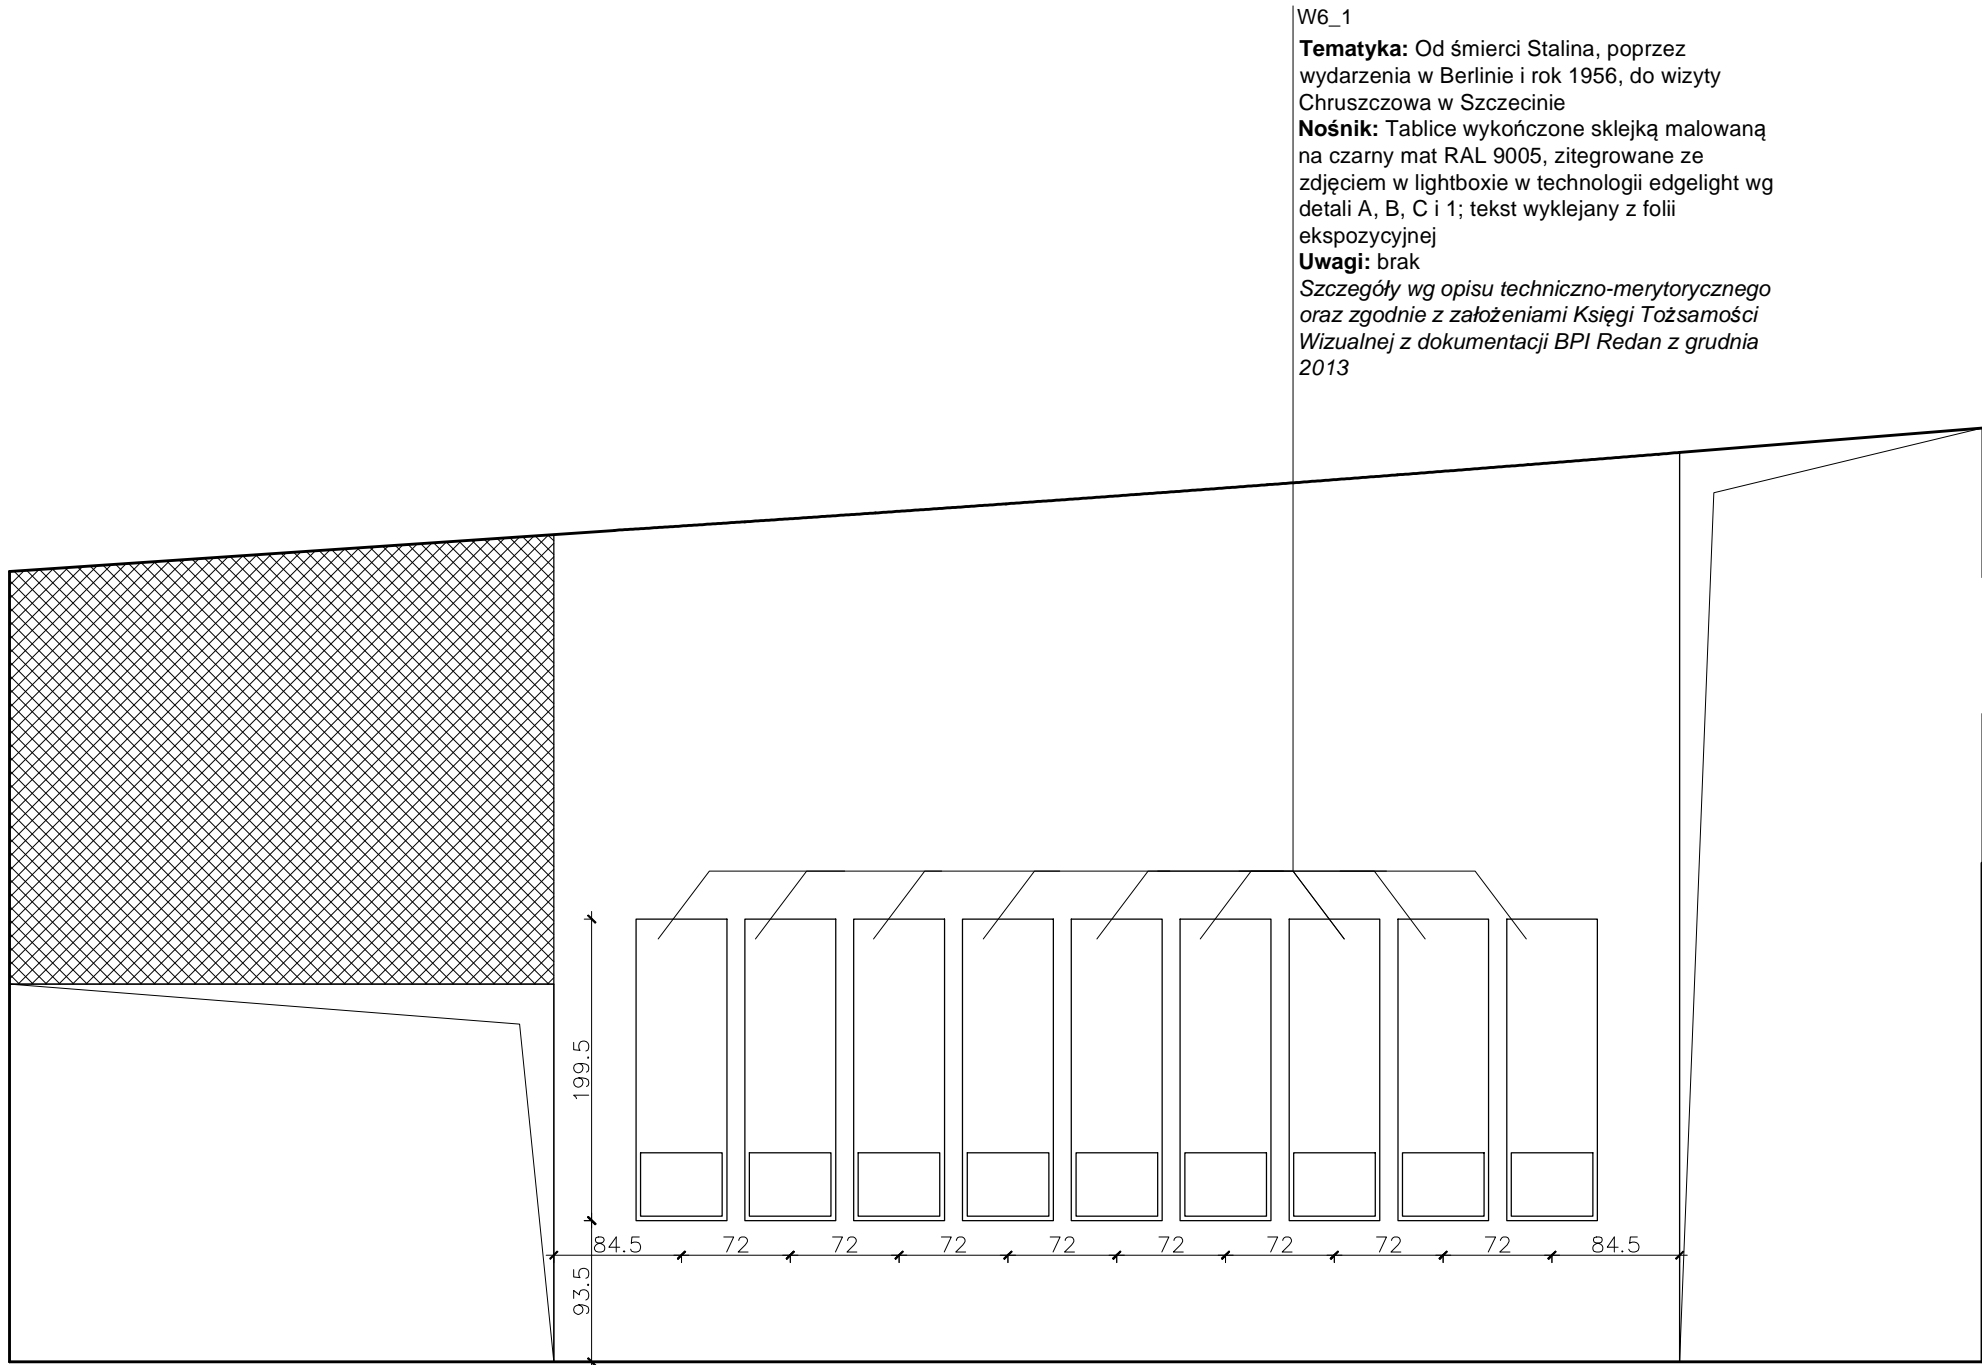 W6_1
Tematyka: Od śmierci Stalina, poprzez
wydarzenia w Berlinie i rok 1956, do wizyty
Chruszczowa w Szczecinie
Nośnik: Tablice wykończone sklejką malowaną
na czarny mat RAL 9005, zitegrowane ze
zdjęciem w lightboxie w technologii edgelight wg
detali A, B, C i 1; tekst wyklejany z folii
ekspozycyjnej
Uwagi: brak
Szczegóły wg opisu techniczno-merytorycznego
oraz zgodnie z założeniami Księgi Tożsamości
Wizualnej z dokumentacji BPI Redan z grudnia
2013
199.5
84.5 72 72 72 72 72 72 72 72 84.5
93.5